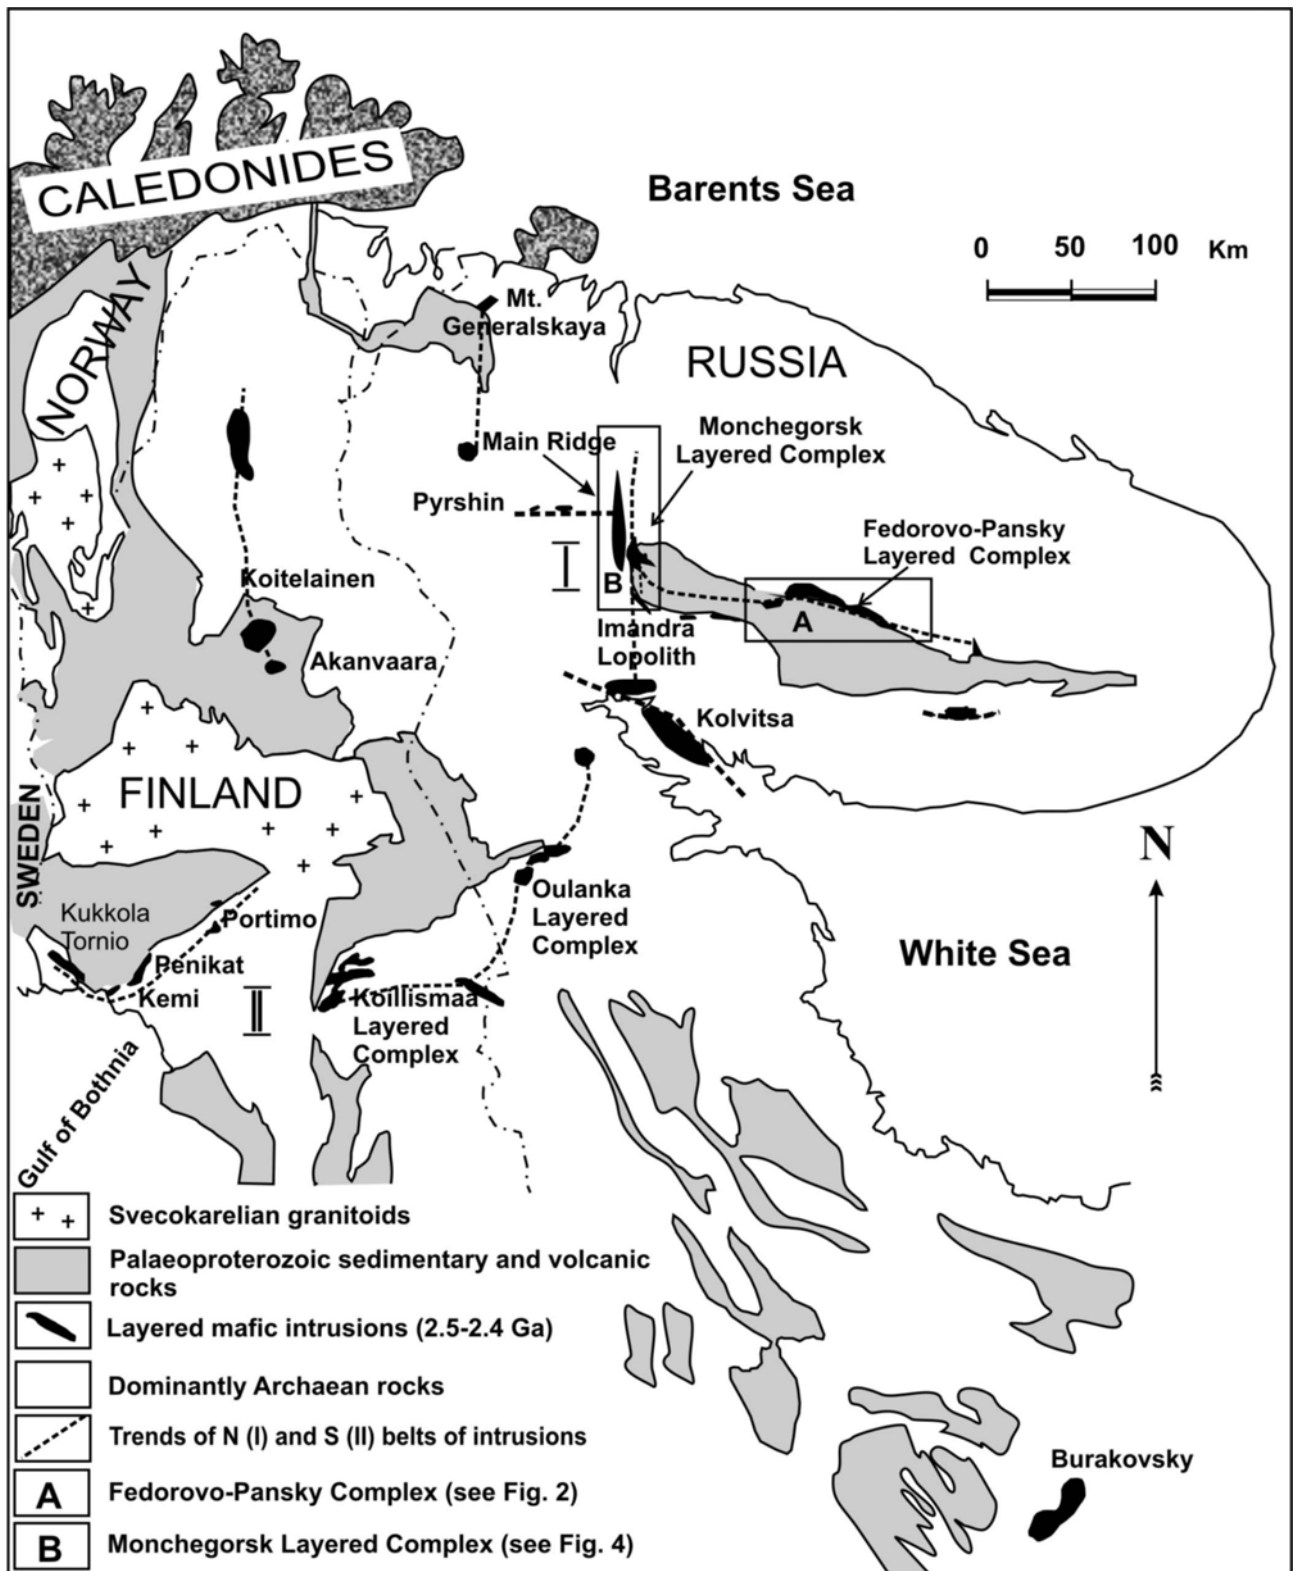 CALEDONIDES
Barents Sea
0 50 100 Km
NORWAY
Mt.
Generalskaya
RUSSIA
Main Ridge
Monchegorsk
Layered Complex
Pyrshin
Fedorovo-Pansky
Layered Complex
I
B
A
Koitelainen
Imandra
Lopolith
Akanvaara
Kolvitsa
FINLAND
SWEDEN
N
Kukkola
Tornio
Portimo
Oulanka
Layered
Complex
Penikat
Kemi
White Sea
II
Koillismaa
Layered
Complex
Gulf of Bothnia
Svecokarelian granitoids
Palaeoproterozoic sedimentary and volcanic
rocks
Layered mafic intrusions (2.5-2.4 Ga)
Dominantly Archaean rocks
Trends of N (I) and S (II) belts of intrusions
Burakovsky
A Fedorovo-Pansky Complex (see Fig. 2)
B Monchegorsk Layered Complex (see Fig. 4)